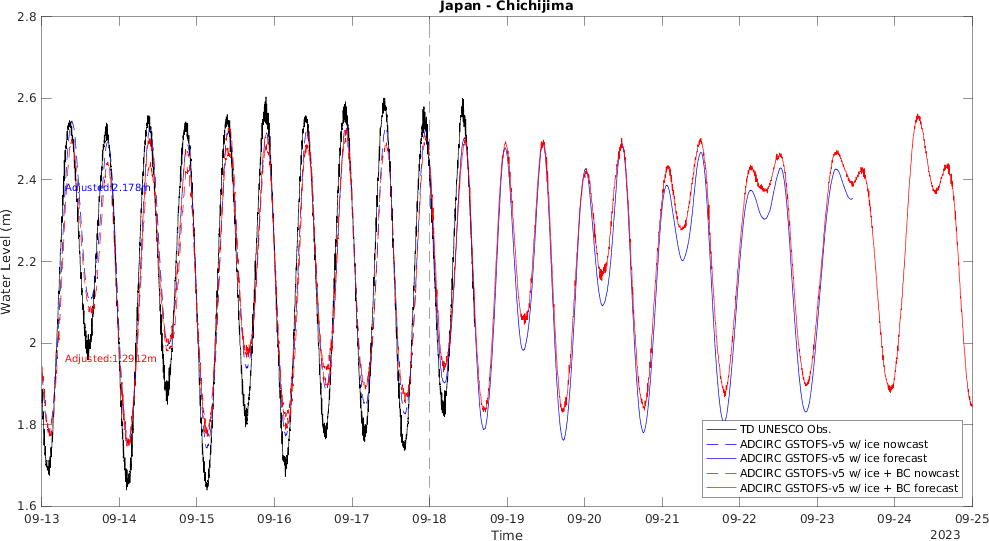 Japan - Chichijima
2.8
2.6
2.4
2.2
2
1.8
1.6
Water Level (m)
Adjusted:2.178m
Adjusted:1.2912m
TD UNESCO Obs.
ADCIRC GSTOFS-v5 w/ ice nowcast
ADCIRC GSTOFS-v5 w/ ice forecast
ADCIRC GSTOFS-v5 w/ ice + BC nowcast
ADCIRC GSTOFS-v5 w/ ice + BC forecast
09-13 09-14 09-15 09-16 09-17 09-18 09-19 09-20 09-21 09-22 09-23 09-24 09-25
Time
2023